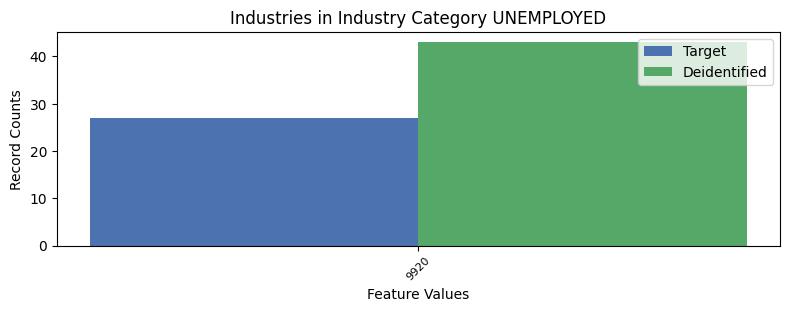 Industries in Industry Category UNEMPLOYED
Target
Deidentified
Record Counts
40
30
20
10
0
9920
Feature Values